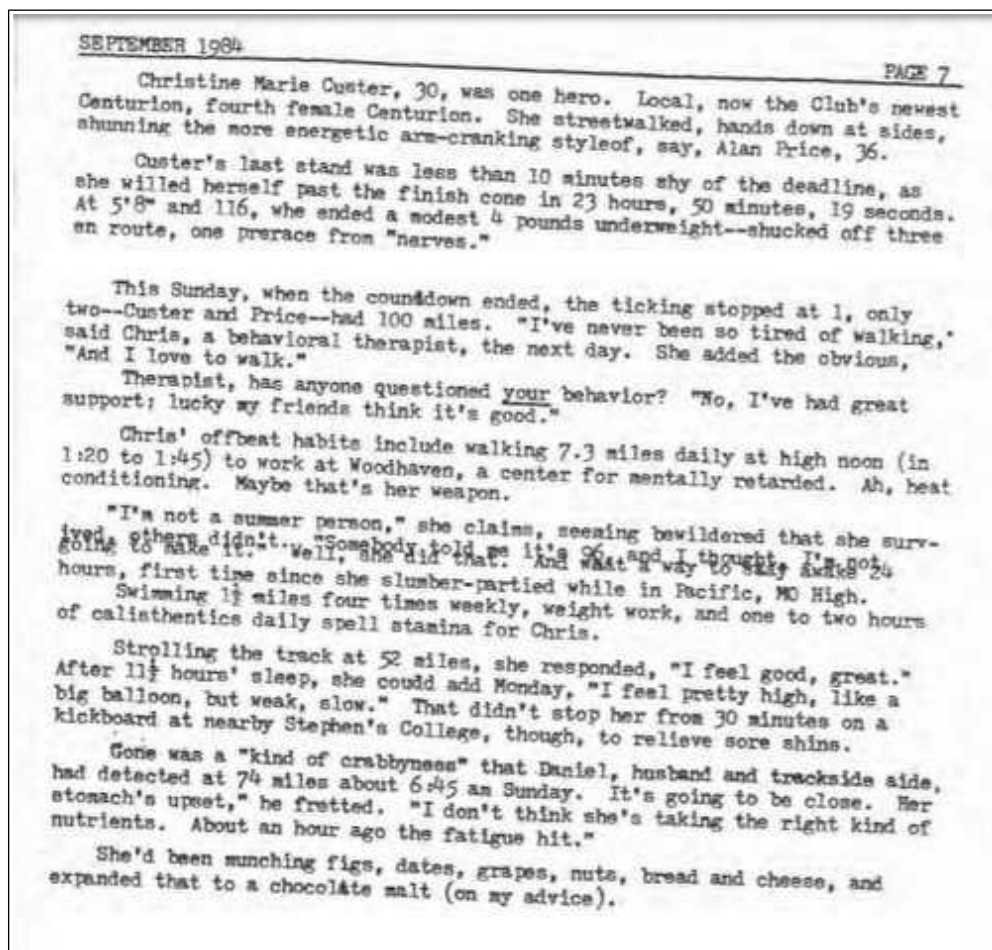 SEPTEMBER 1984
PAGE 7
Christine Marie Custer, 30, was one hero. Local, now the Club's newest
Centurion, fourth female Centurion. She streetwalked, hands down at sides,
shunning the more energetic arm-cranking styleof, say, Alan Price, 36.
Custer's last stand was less than 10 minutes shy of the deadline, as
she willed herself past the finish cone in 23 hours, 50 minutes, 19 seconds.
At 5'8" and 116, whe ended a modest 4 pounds underweight--shucked off three
en route, one prerace from "nerves."
This Sunday, when the coundown ended, the ticking stopped at 1, only
two--Custer and Price--had 100 miles. "I've never been so tired of walking,"
said Chris, a behavioral therapist, the next day. She added the obvious,
"And I love to walk."
Therapist, has anyone questioned your behavior? "No, I've had great
support; lucky my friends think it's good."
Chris' offbeat habits include walking 7.3 miles daily at high noon (in
1:20 to 1:45) to work at Woodhaven, a center for mentally retarded. Ah, heat
conditioning. Maybe that's her weapon.
"I'm not a summer person," she claims, seeming bewildered that she surv-
ived, others didn't.. "Somebody told me it's 96, and I thought, I'm not
going to make it." Well, she did that. And what a way to stay awake 24
hours, first time since she slumber-partied while in Pacific, MO High.
Swimming 1½ miles four times weekly, weight work, and one to two hours
of calisthentics daily spell stamina for Chris.
Strolling the track at 52 miles, she responded, "I feel good, great."
After 11½ hours' sleep, she could add Monday, "I feel pretty high, like a
big balloon, but weak, slow." That didn't stop her from 30 minutes on a
kickboard at nearby Stephen's College, though, to relieve sore shins.
Gone was a "kind of crabbyness" that Daniel, husband and trackside aide,
had detected at 74 miles about 6:45 am Sunday. It's going to be close. Her
stomach's upset," he fretted. "I don't think she's taking the right kind of
nutrients. About an hour ago the fatigue hit."
She'd been munching figs, dates, grapes, nuts, bread and cheese, and
expanded that to a chocolate malt (on my advice).